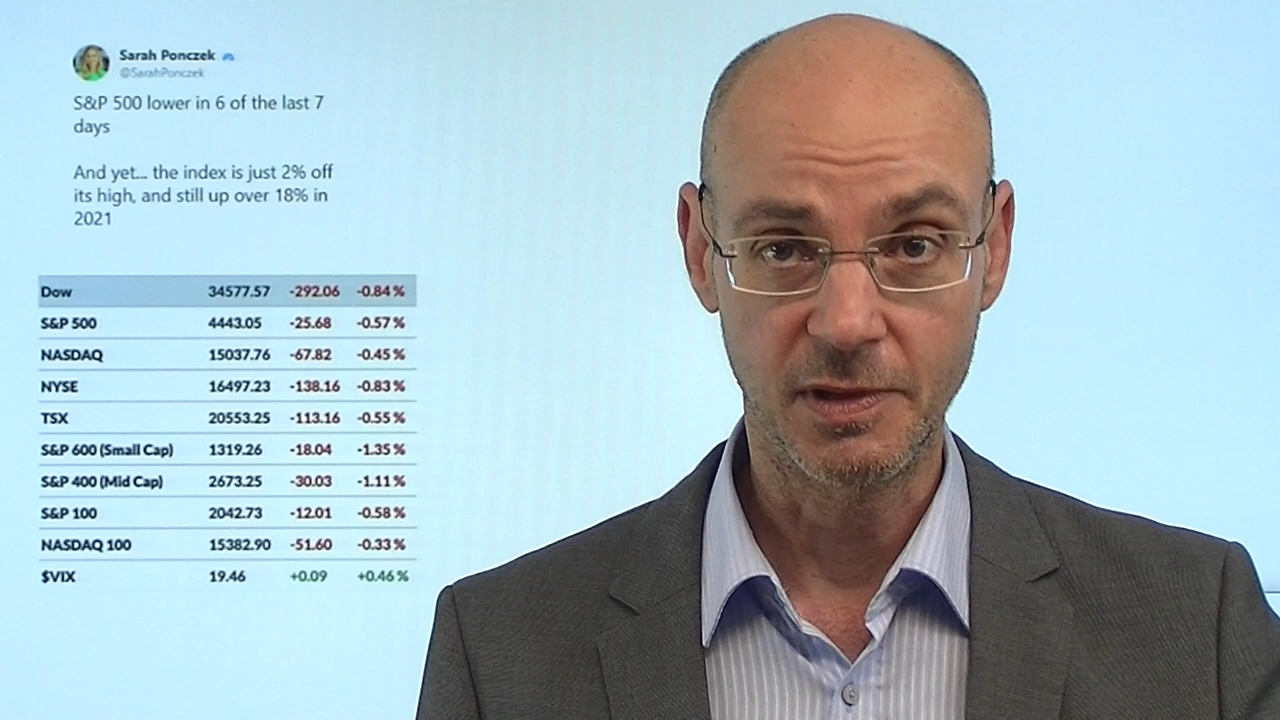 Sarah Ponczek
@SarahPonczek
S&P 500 lower in 6 of the last 7
days
And yet... the index is just 2% off
its high, and still up over 18% in
2021
Dow 34577.57 -292.06 -0.84%
S&P 500 4443.05 -25.68 -0.57%
NASDAQ 15037.76 -67.82 -0.45%
NYSE 16497.23 -138.16 -0.83%
TSX 20553.25 -113.16 -0.55%
S&P 600 (Small Cap) 1319.26 -18.04 -1.35%
S&P 400 (Mid Cap) 2673.25 -30.03 -1.11%
S&P 100 2042.73 -12.01 -0.58%
NASDAQ 100 15382.90 -51.60 -0.33%
$VIX 19.46 +0.09 +0.46%